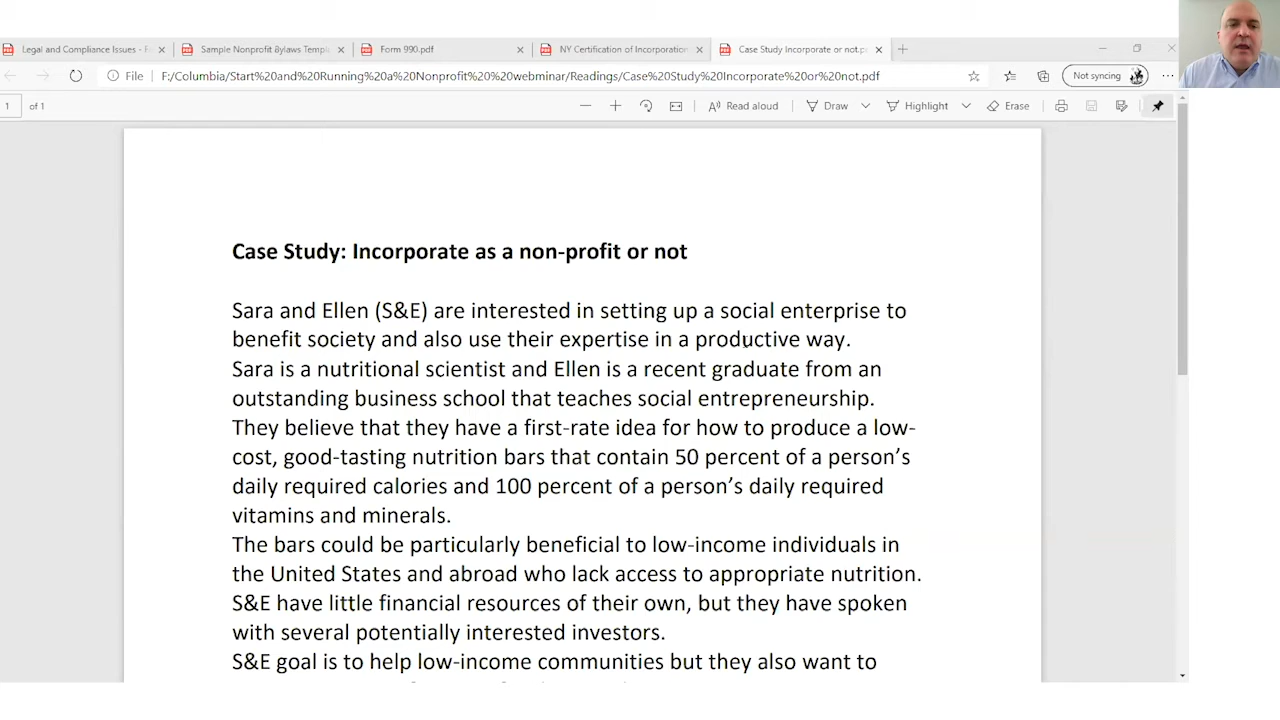 Legal and Compliance Issues - F
Sample Nonprofit Bylaws Templ
Form 990.pdf
NY Certification of Incorporation
Case Study Incorporate or not.p
File
F:/Columbia/Start%20and%20Running%20a%20Nonprofit%20%20webminar/Readings/Case%20Study%20Incorporate%20or%20not.pdf
Not syncing
1 of 1
Read aloud
Draw
Highlight
Erase
Case Study: Incorporate as a non-profit or not
Sara and Ellen (S&E) are interested in setting up a social enterprise to
benefit society and also use their expertise in a productive way.
Sara is a nutritional scientist and Ellen is a recent graduate from an
outstanding business school that teaches social entrepreneurship.
They believe that they have a first-rate idea for how to produce a low-
cost, good-tasting nutrition bars that contain 50 percent of a person’s
daily required calories and 100 percent of a person’s daily required
vitamins and minerals.
The bars could be particularly beneficial to low-income individuals in
the United States and abroad who lack access to appropriate nutrition.
S&E have little financial resources of their own, but they have spoken
with several potentially interested investors.
S&E goal is to help low-income communities but they also want to